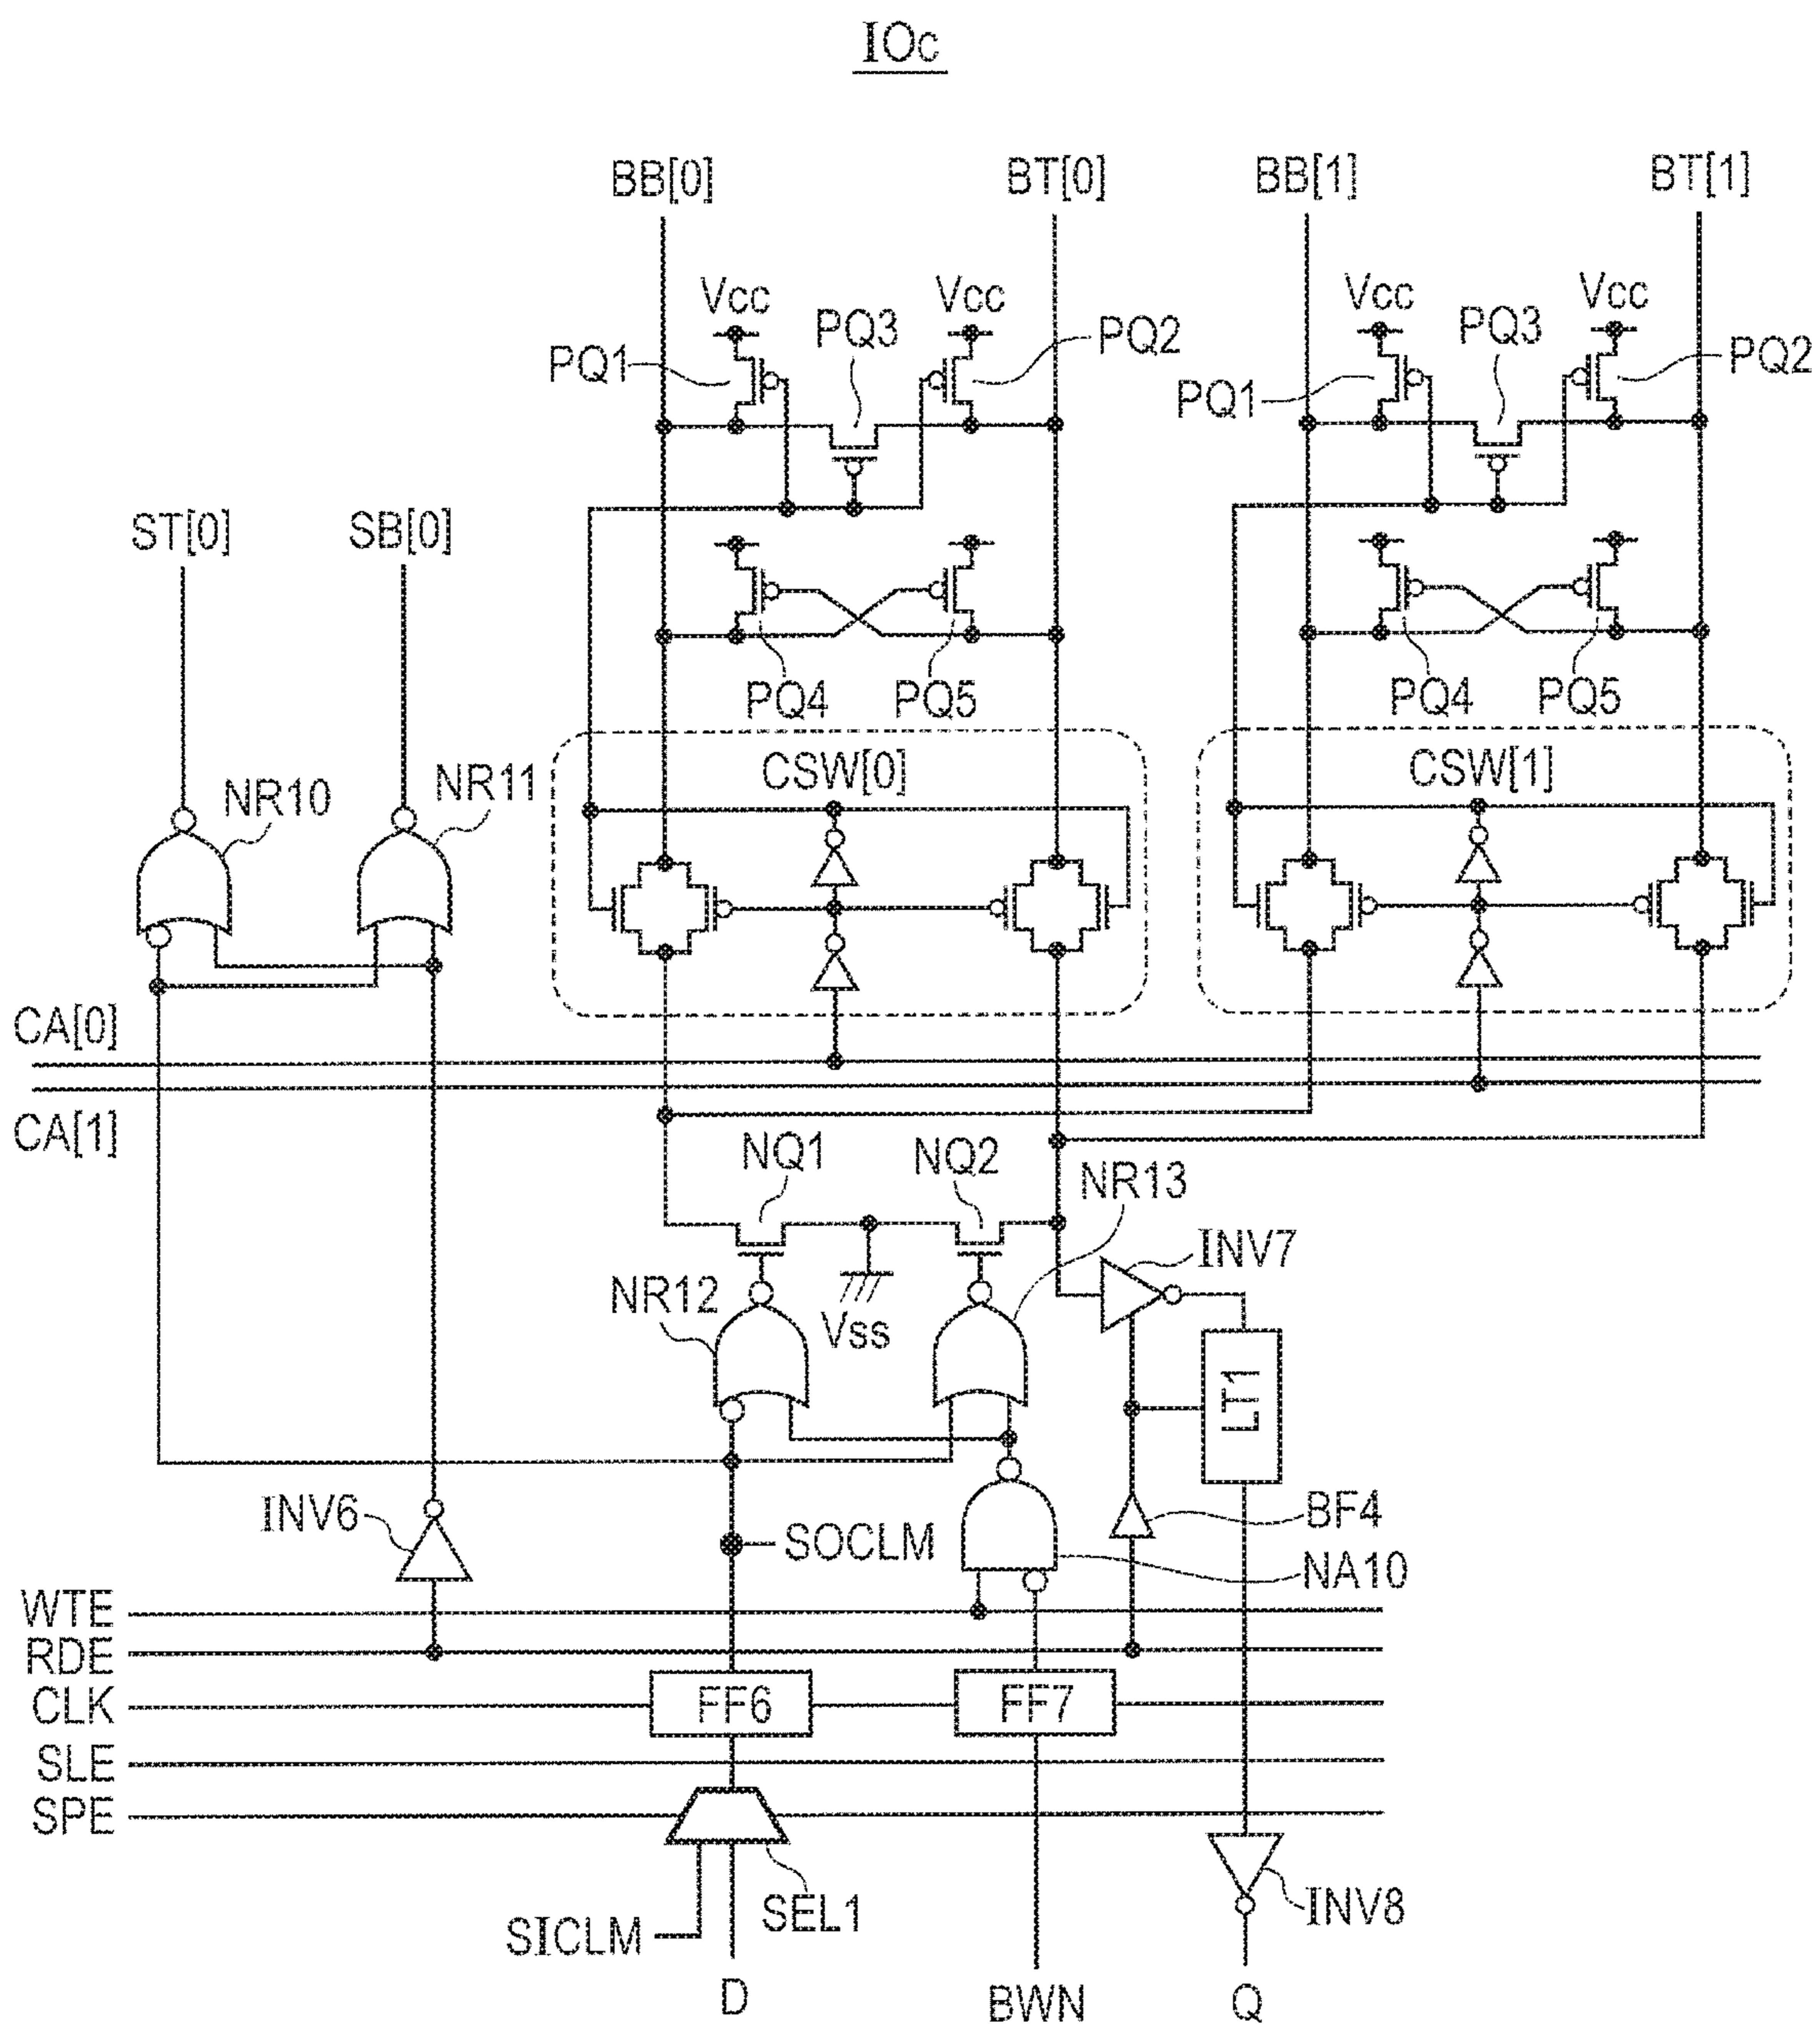 IOc
BB[0] BT[0] BB[1] BT[1]
Vcc Vcc Vcc Vcc
PQ1 PQ3 PQ2 PQ1 PQ3 PQ2
ST[0] SB[0]
PQ4 PQ5 PQ4 PQ5
CSW[0] CSW[1]
NR10 NR11
CA[0]
CA[1]
NQ1 NQ2 NR13
INV7
NR12 Vss
LT1
INV6 SOCLM BF4
NA10
WTE
RDE
CLK FF6 FF7
SLE
SPE
SICLM SEL1 INV8
D BWN Q